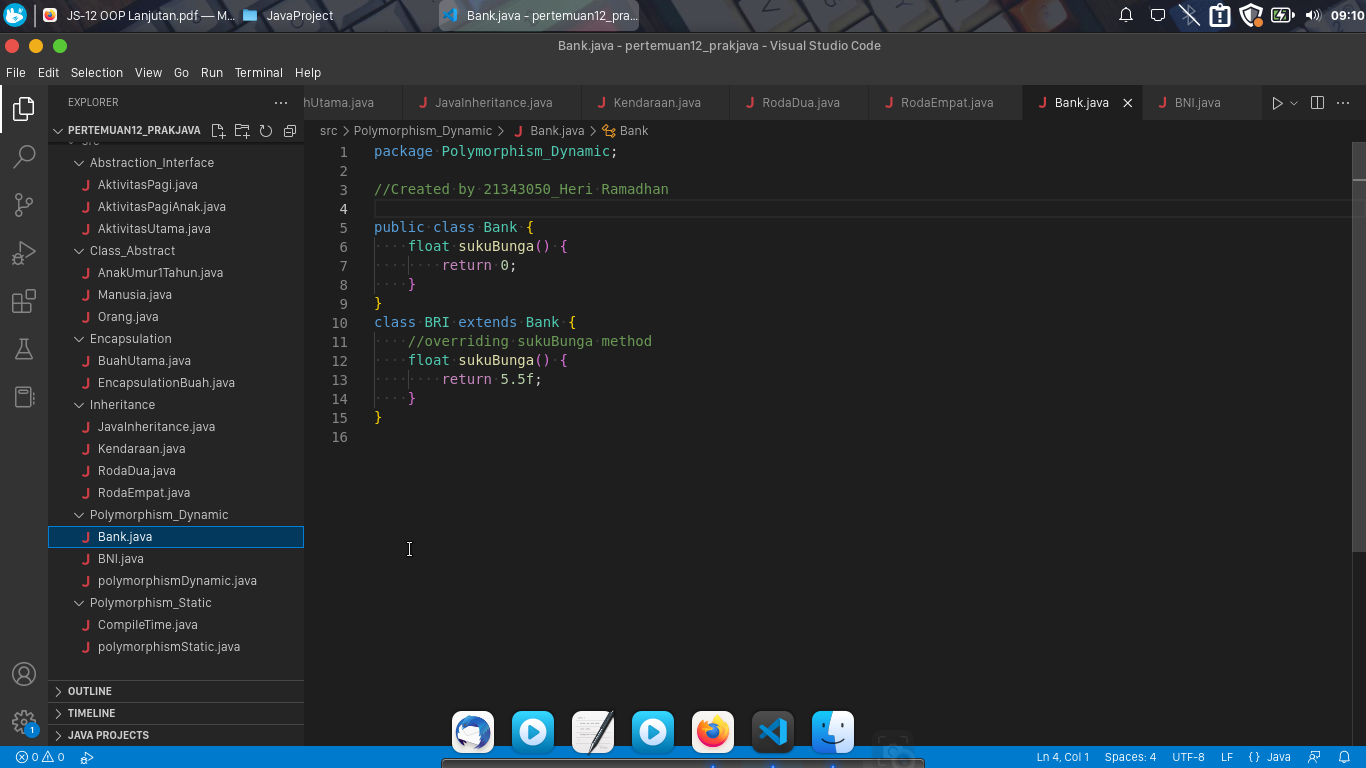 JS-12 OOP Lanjutan.pdf — M...
JavaProject
Bank.java - pertemuan12_pra...
09:10
Bank.java - pertemuan12_prakjava - Visual Studio Code
File Edit Selection View Go Run Terminal Help
EXPLORER
hUtama.java JavaInheritance.java Kendaraan.java RodaDua.java RodaEmpat.java Bank.java BNI.java
PERTEMUAN12_PRAKJAVA
src > Polymorphism_Dynamic > Bank.java > Bank
src
Abstraction_Interface
AktivitasPagi.java
AktivitasPagiAnak.java
AktivitasUtama.java
Class_Abstract
AnakUmur1Tahun.java
Manusia.java
Orang.java
Encapsulation
BuahUtama.java
EncapsulationBuah.java
Inheritance
JavaInheritance.java
Kendaraan.java
RodaDua.java
RodaEmpat.java
Polymorphism_Dynamic
Bank.java
BNI.java
polymorphismDynamic.java
Polymorphism_Static
CompileTime.java
polymorphismStatic.java
OUTLINE
TIMELINE
JAVA PROJECTS
1 package Polymorphism_Dynamic;
2
3 //Created by 21343050_Heri Ramadhan
4
5 public class Bank {
6 float sukuBunga() {
7 return 0;
8 }
9 }
10 class BRI extends Bank {
11 //overriding sukuBunga method
12 float sukuBunga() {
13 return 5.5f;
14 }
15 }
16
1
0 0 Ln 4, Col 1 Spaces: 4 UTF-8 LF {} Java